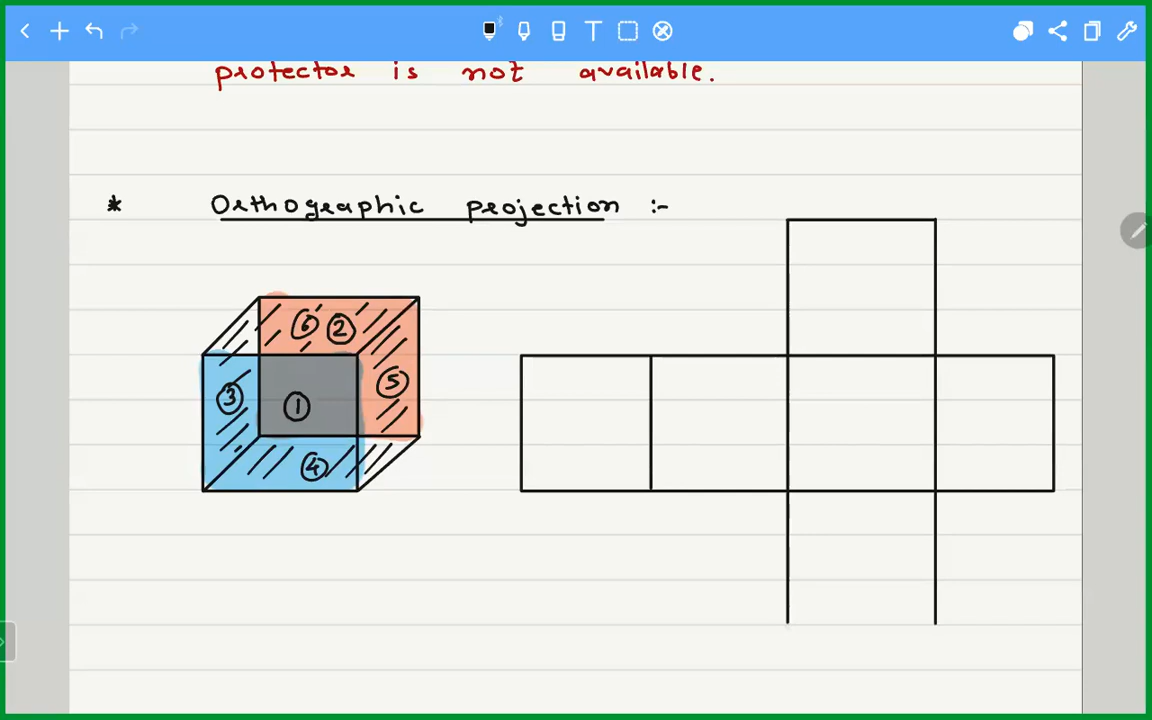 protector is not available.
* Orthographic projection :-
6 2
3 1 5
4